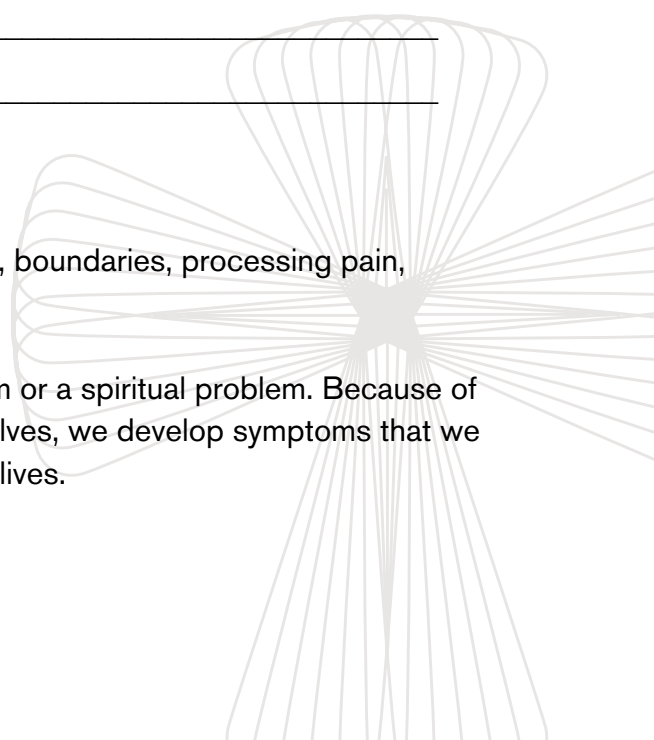 , boundaries, processing pain,
or a spiritual problem. Because of
lves, we develop symptoms that we
lives.